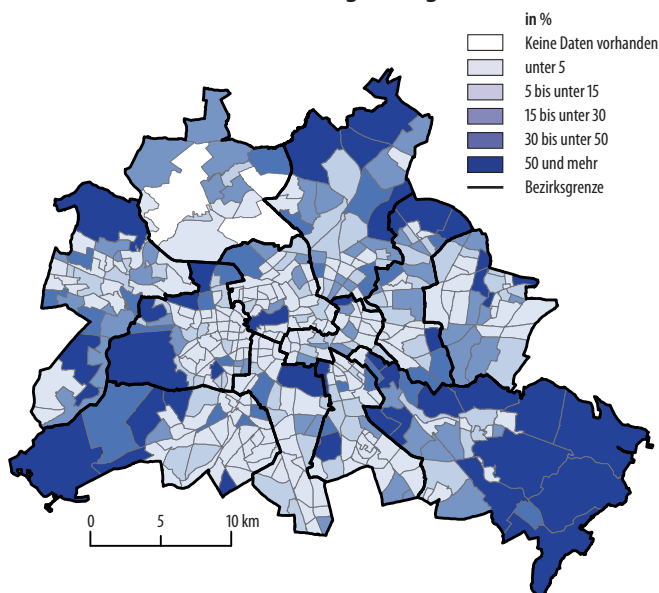 in %
Keine Daten vorhanden
unter 5
5 bis unter 15
15 bis unter 30
30 bis unter 50
50 und mehr
Bezirksgrenze
0 5 10 km